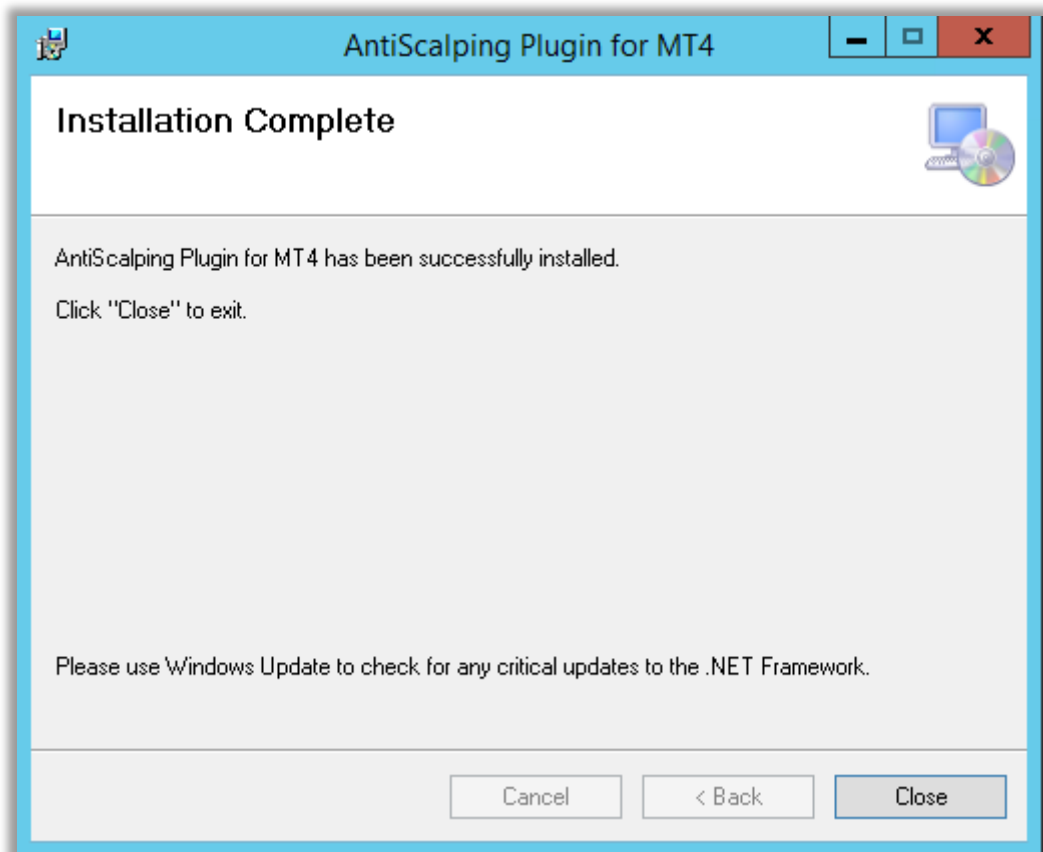 AntiScalping Plugin for MT4
Installation Complete
AntiScalping Plugin for MT4 has been successfully installed.
Click "Close" to exit.
Please use Windows Update to check for any critical updates to the .NET Framework.
Cancel
< Back
Close